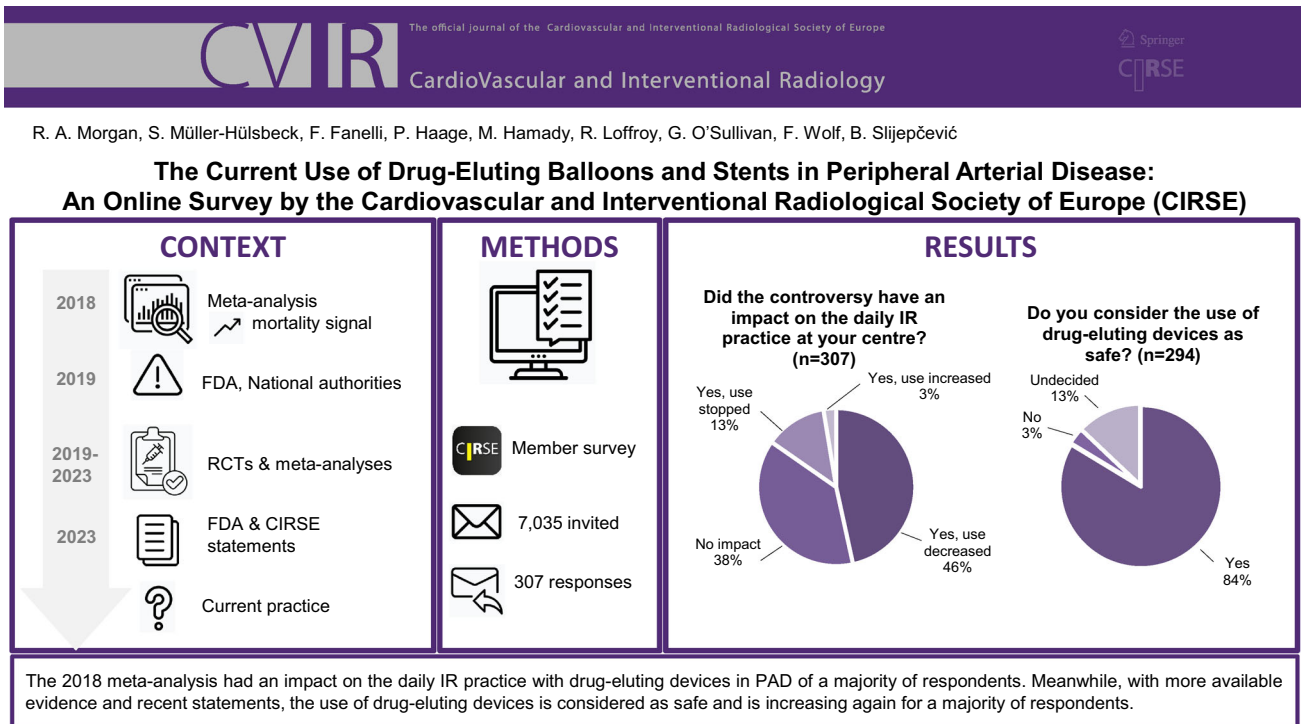 CVIR
The official journal of the Cardiovascular and Interventional Radiological Society of Europe
CardioVascular and Interventional Radiology
Springer
CIRSE
R. A. Morgan, S. Müller-Hülsbeck, F. Fanelli, P. Haage, M. Hamady, R. Loffroy, G. O'Sullivan, F. Wolf, B. Slijepčević
The Current Use of Drug-Eluting Balloons and Stents in Peripheral Arterial Disease:
An Online Survey by the Cardiovascular and Interventional Radiological Society of Europe (CIRSE)
CONTEXT
2018
Meta-analysis
mortality signal
2019
FDA, National authorities
2019-
2023
RCTs & meta-analyses
2023
FDA & CIRSE
statements
Current practice
METHODS
CIRSE
Member survey
7,035 invited
307 responses
RESULTS
Did the controversy have an
impact on the daily IR
practice at your centre?
(n=307)
Yes, use increased
3%
Yes, use
stopped
13%
No impact
38%
Yes, use
decreased
46%
Do you consider the use of
drug-eluting devices as
safe? (n=294)
Undecided
13%
No
3%
Yes
84%
The 2018 meta-analysis had an impact on the daily IR practice with drug-eluting devices in PAD of a majority of respondents. Meanwhile, with more available
evidence and recent statements, the use of drug-eluting devices is considered as safe and is increasing again for a majority of respondents.